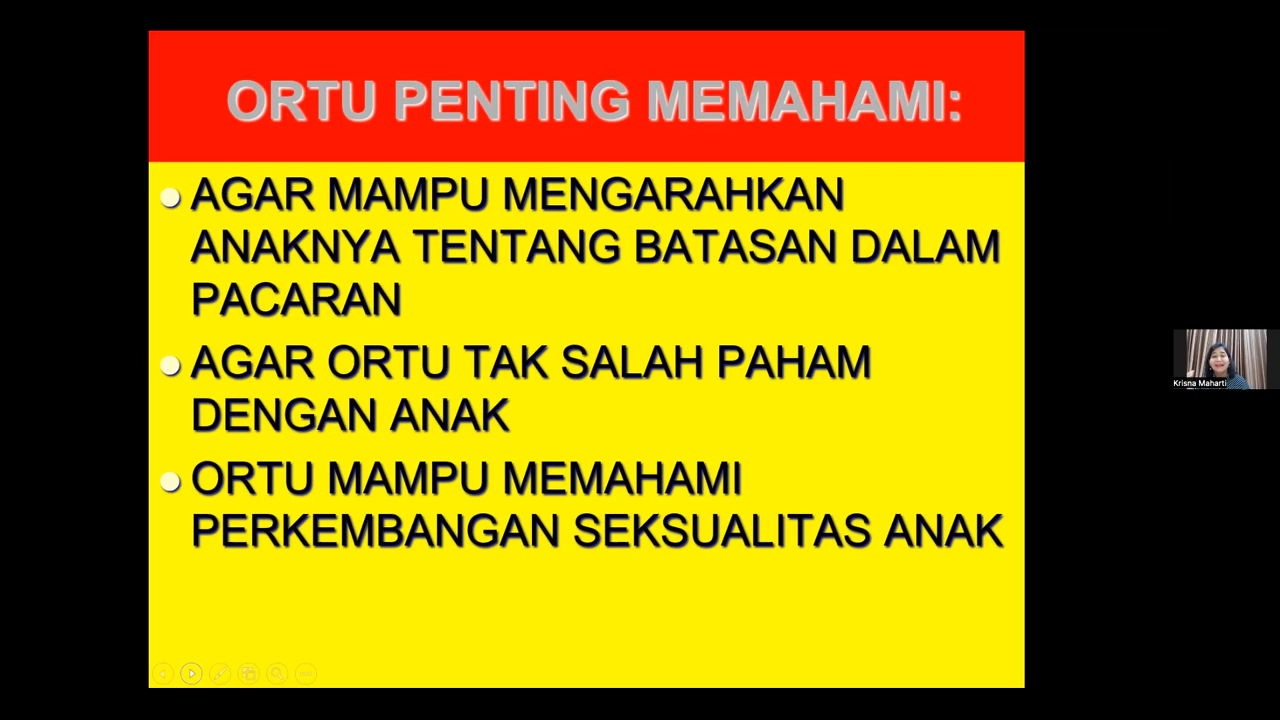 ORTU PENTING MEMAHAMI:
AGAR MAMPU MENGARAHKAN
ANAKNYA TENTANG BATASAN DALAM
PACARAN
AGAR ORTU TAK SALAH PAHAM
DENGAN ANAK
ORTU MAMPU MEMAHAMI
PERKEMBANGAN SEKSUALITAS ANAK
Krisna Maharti